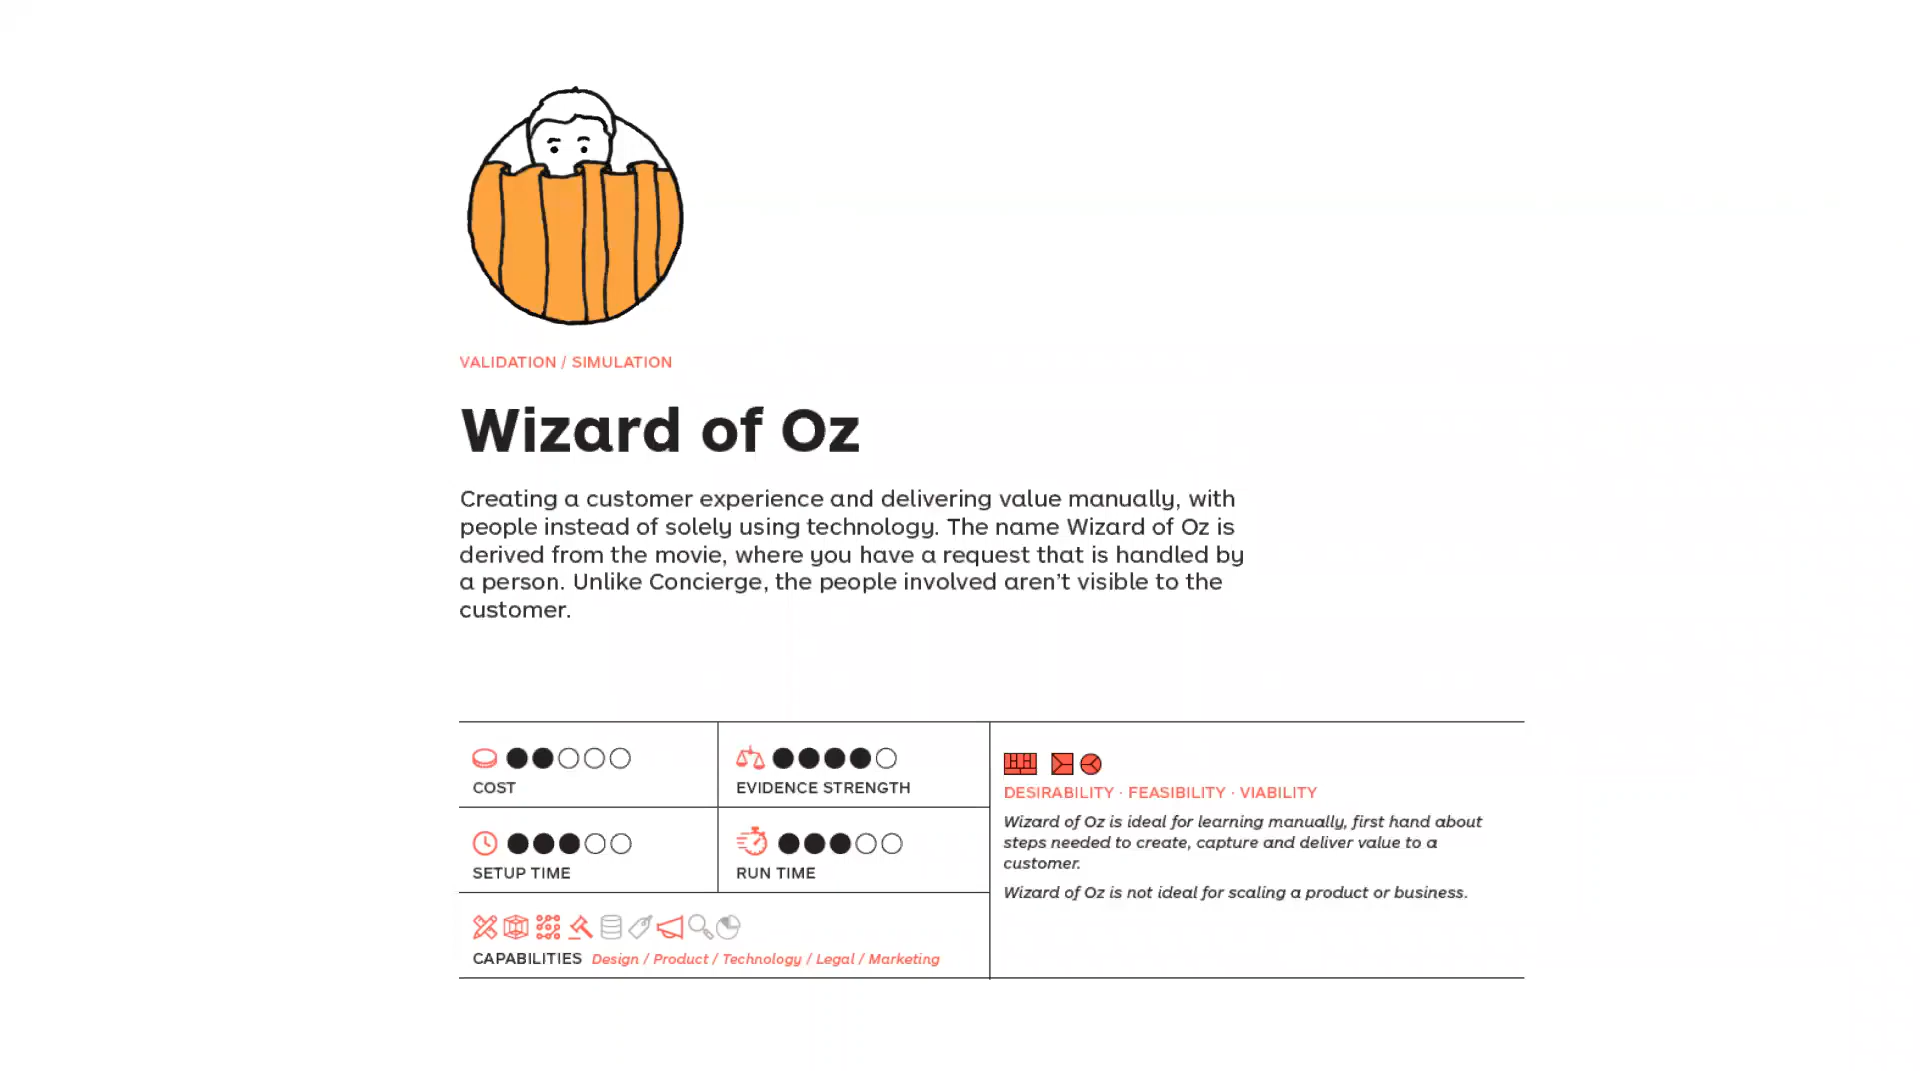 VALIDATION / SIMULATION
Wizard of Oz
Creating a customer experience and delivering value manually, with
people instead of solely using technology. The name Wizard of Oz is
derived from the movie, where you have a request that is handled by
a person. Unlike Concierge, the people involved aren’t visible to the
customer.
COST
EVIDENCE STRENGTH
SETUP TIME
RUN TIME
CAPABILITIES Design / Product / Technology / Legal / Marketing
DESIRABILITY · FEASIBILITY · VIABILITY
Wizard of Oz is ideal for learning manually, first hand about
steps needed to create, capture and deliver value to a
customer.
Wizard of Oz is not ideal for scaling a product or business.